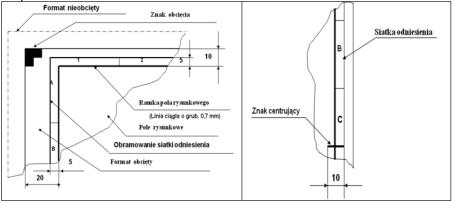 Format nieobcięty
Znak obcięcia
10
1
2
5
A
Ramka pola rysunkowego
(Linia ciągła o grub. 0,7 mm)
Pole rysunkowe
Obramowanie siatki odniesienia
B
Format obcięty
5
20
B
Siatka odniesienia
Znak centrujący
C
10